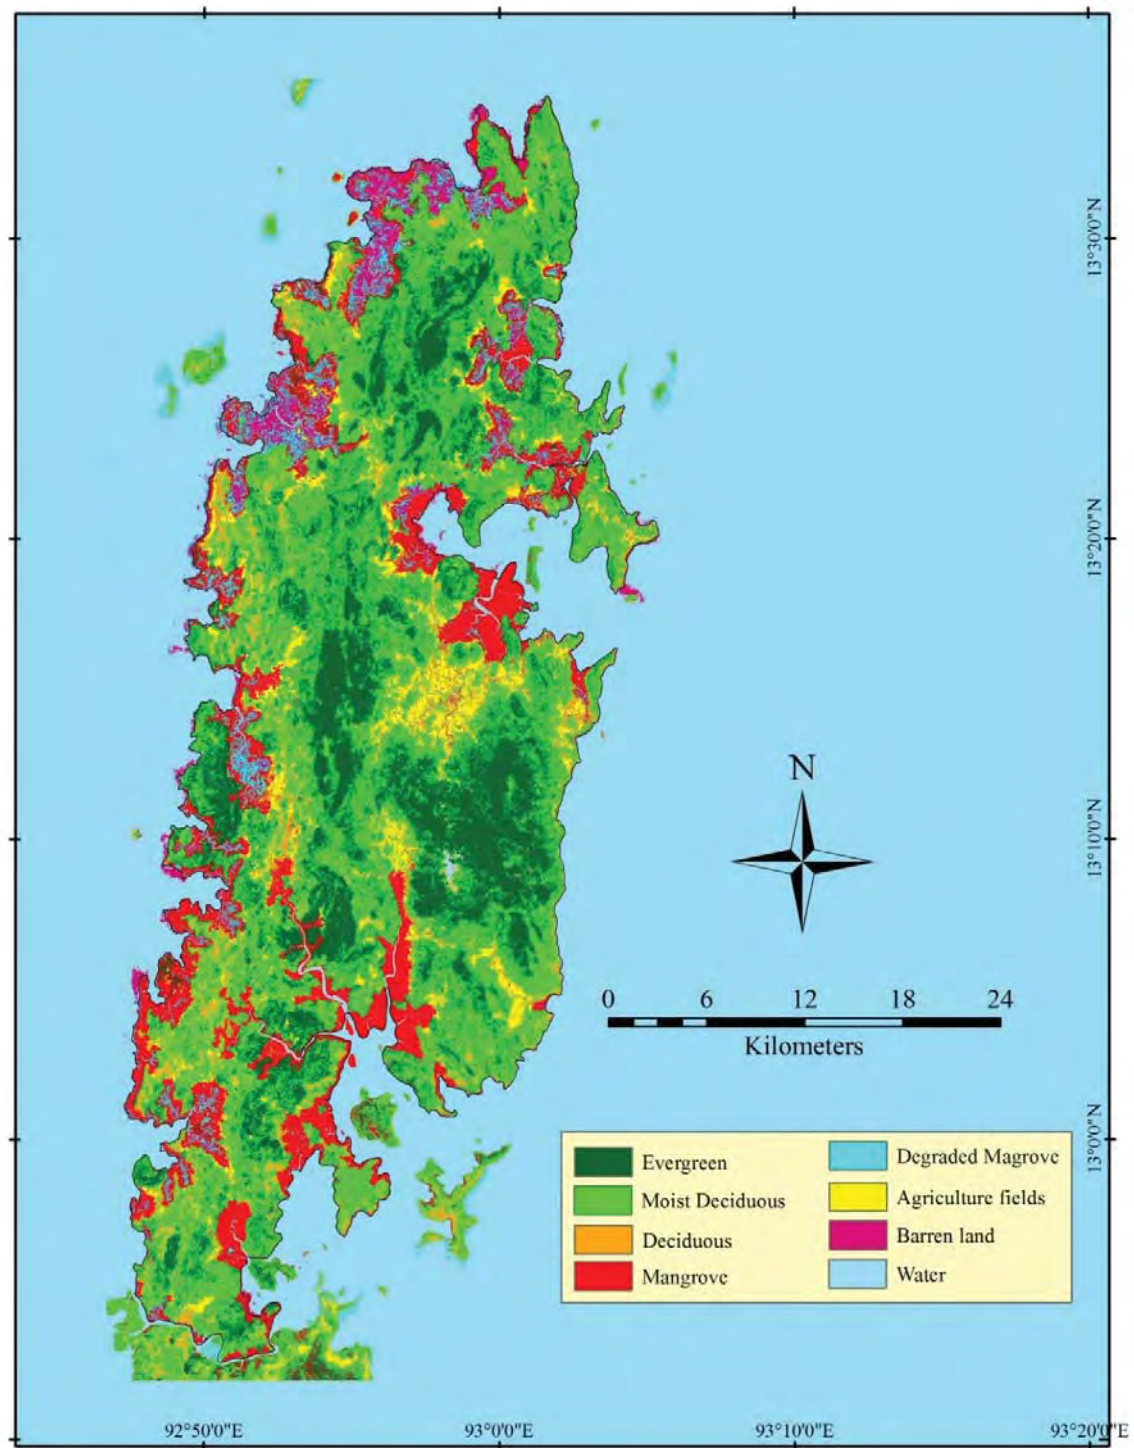 13°30'0"N
13°20'0"N
N
13°10'0"N
0 6 12 18 24
Kilometers
13°0'0"N
Evergreen
Moist Deciduous
Deciduous
Mangrove
Degraded Magrove
Agriculture fields
Barren land
Water
92°50'0"E 93°0'0"E 93°10'0"E 93°20'0"E